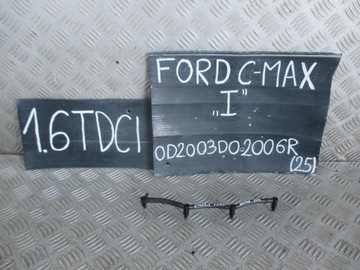 1.6TDCI
FORD C-MAX
„I”
OD2003DO-2006R
(25)